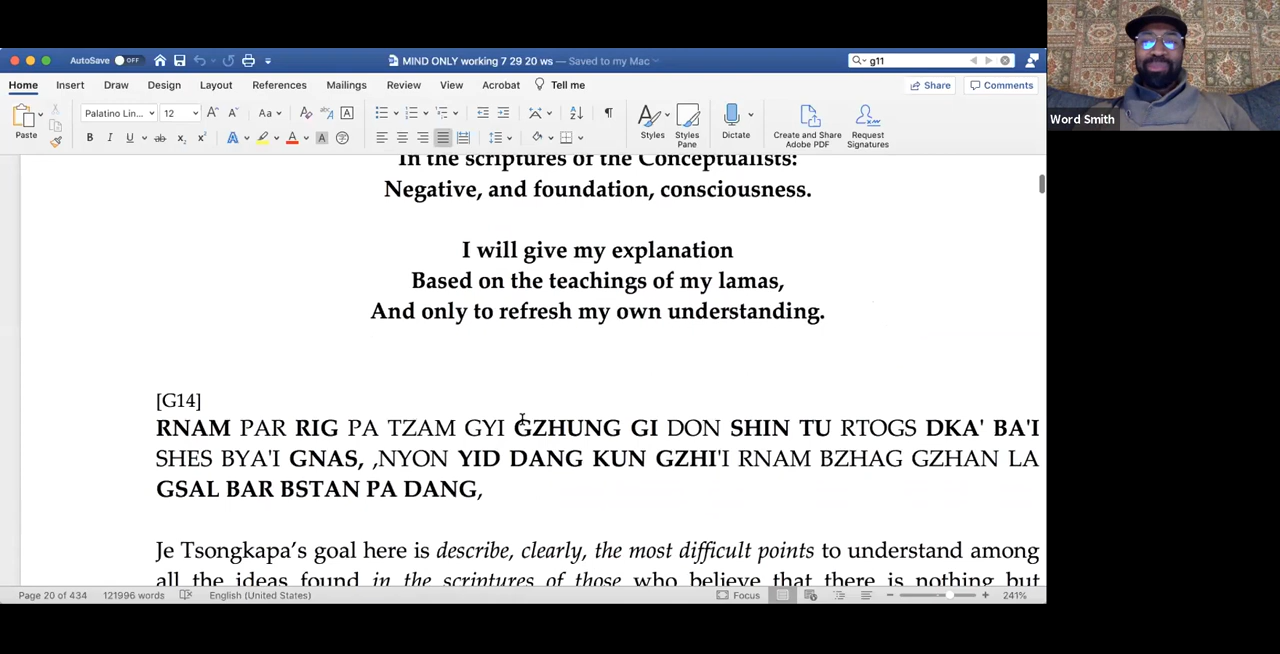 AutoSave OFF MIND ONLY working 7 29 20 ws — Saved to my Mac g11
Home Insert Draw Design Layout References Mailings Review View Acrobat Tell me Share Comments
Paste Palatino Lin... 12 Aa Styles Styles Pane Dictate Create and Share Adobe PDF Request Signatures
Word Smith
In the scriptures of the Conceptualists:
Negative, and foundation, consciousness.
I will give my explanation
Based on the teachings of my lamas,
And only to refresh my own understanding.
[G14]
RNAM PAR RIG PA TZAM GYI GZHUNG GI DON SHIN TU RTOGS DKA' BA'I
SHES BYA'I GNAS, ,NYON YID DANG KUN GZHI'I RNAM BZHAG GZHAN LA
GSAL BAR BSTAN PA DANG,
Je Tsongkapa's goal here is describe, clearly, the most difficult points to understand among
all the ideas found in the scriptures of those who believe that there is nothing but
Page 20 of 434 121996 words English (United States) Focus 241%